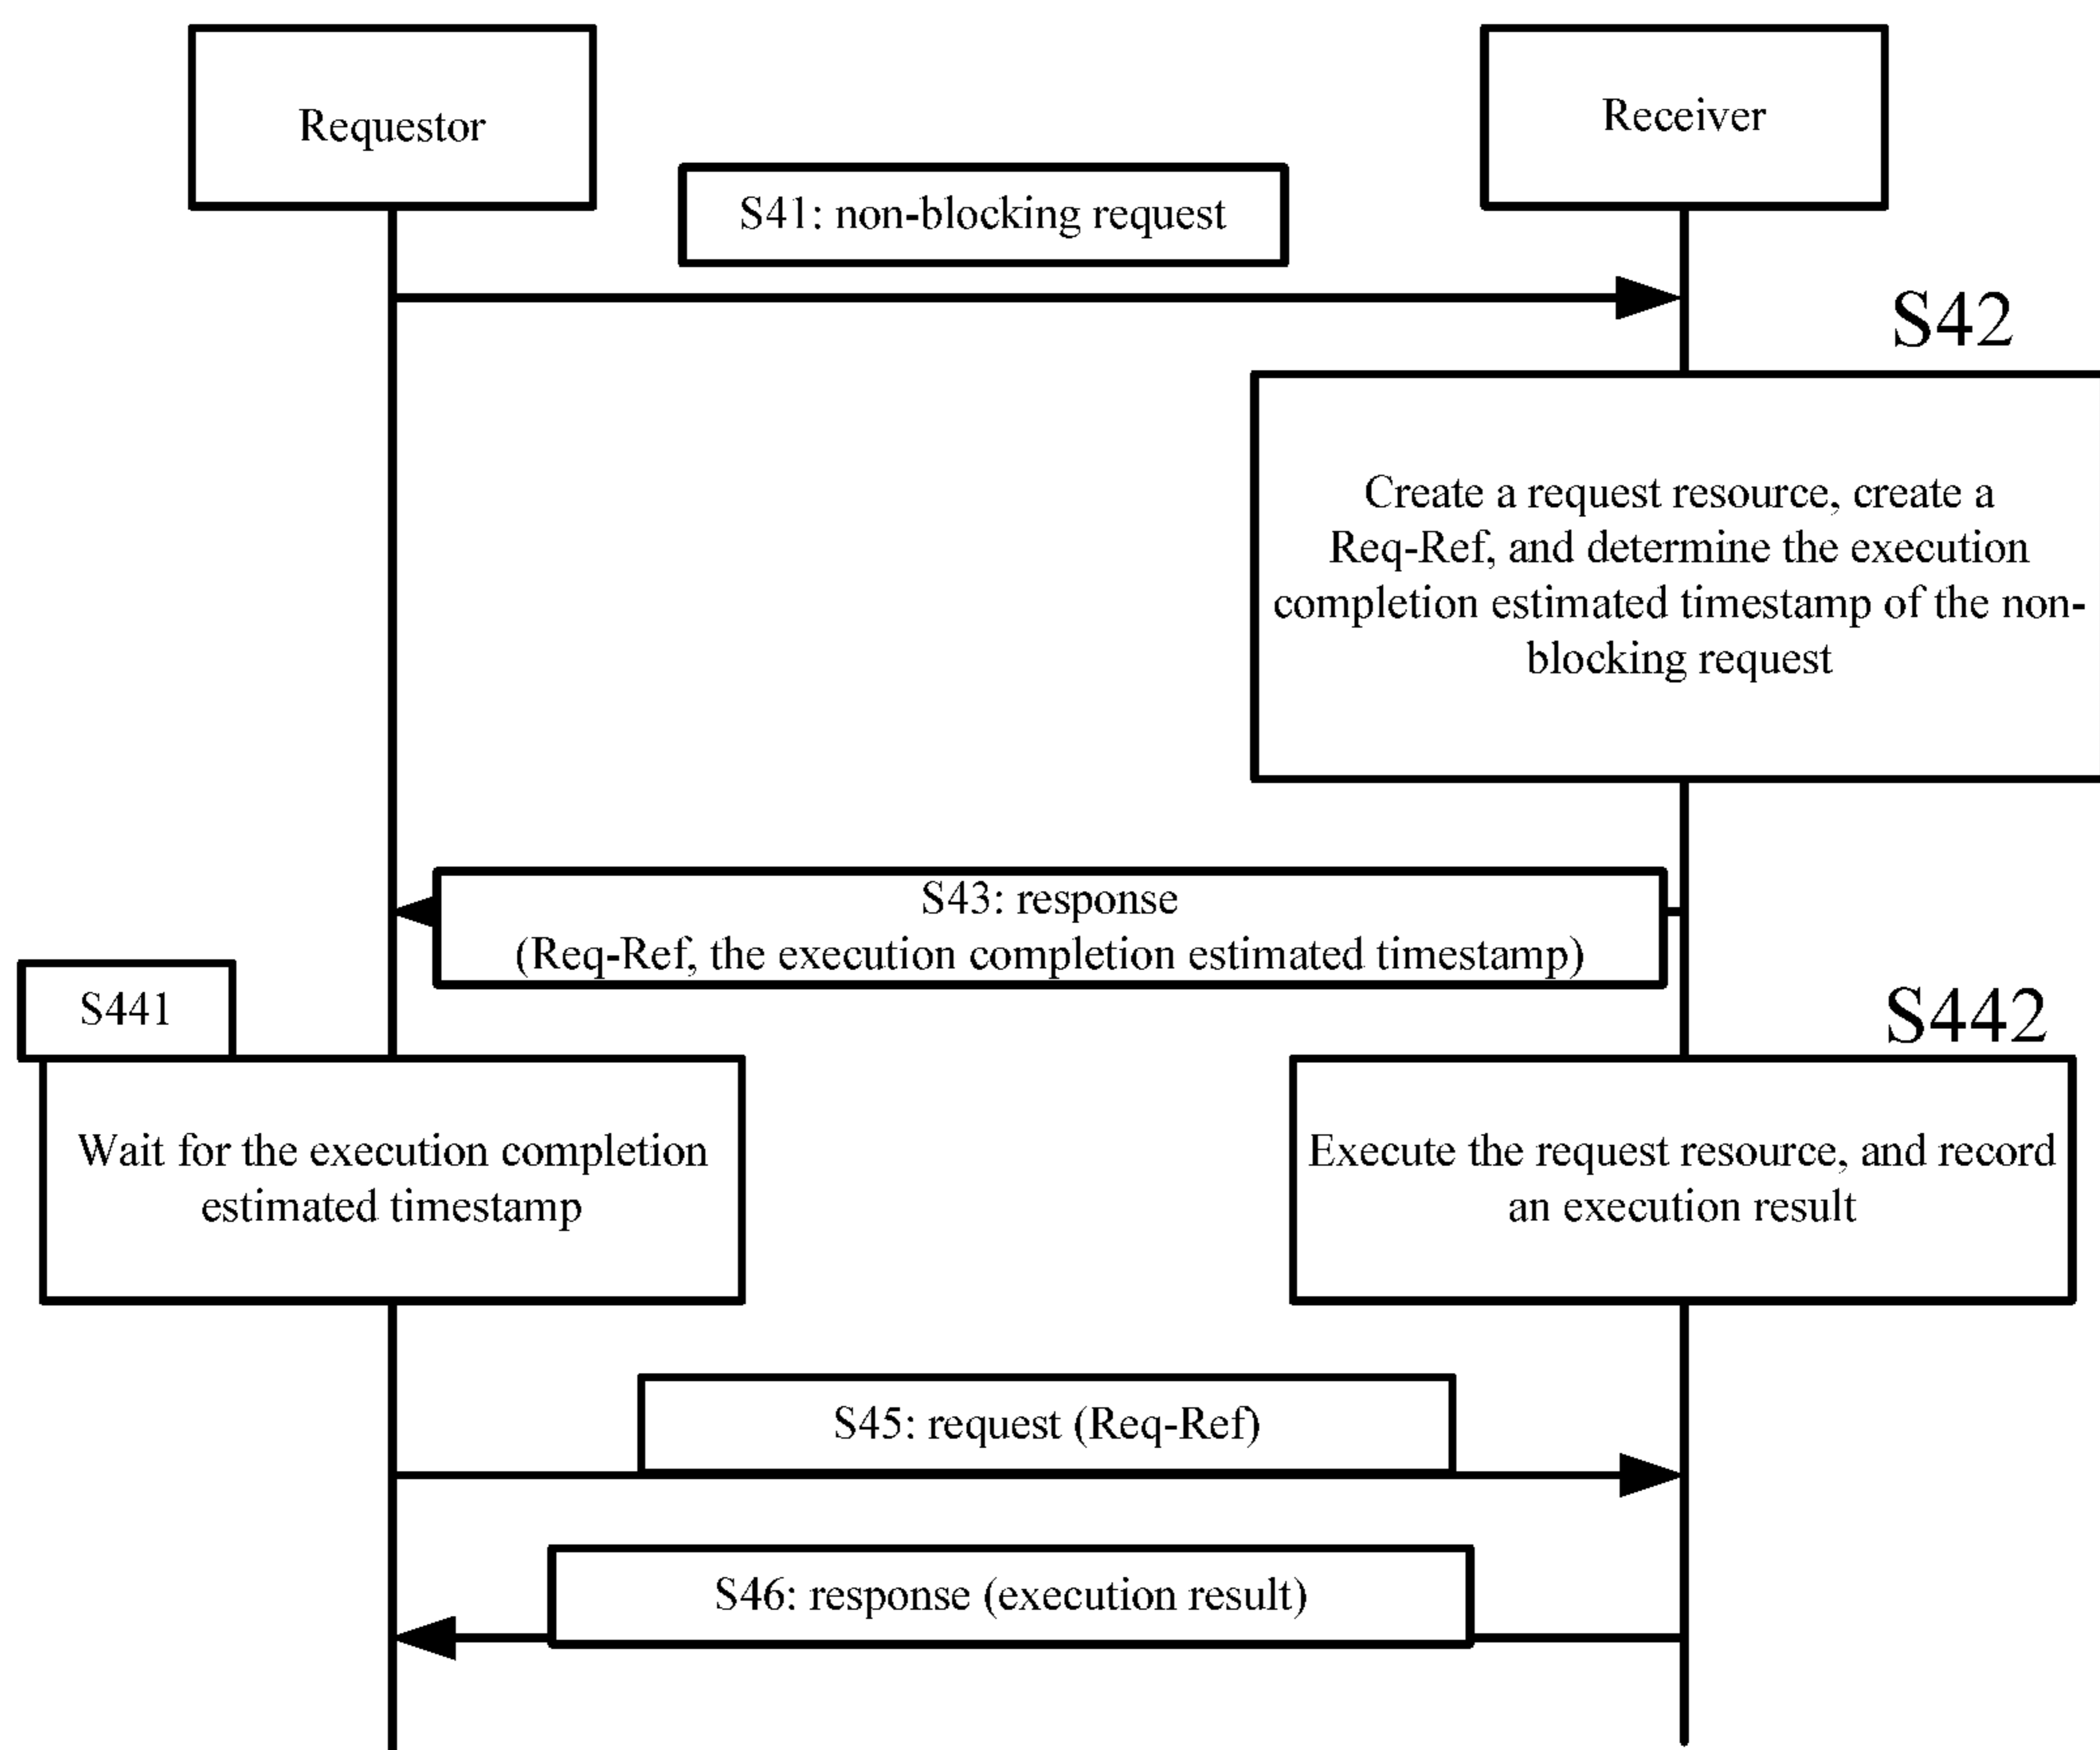 Requestor
Receiver
S41: non-blocking request
S42
Create a request resource, create a
Req-Ref, and determine the execution
completion estimated timestamp of the non-
blocking request
S43: response
(Req-Ref, the execution completion estimated timestamp)
S441
S442
Wait for the execution completion
estimated timestamp
Execute the request resource, and record
an execution result
S45: request (Req-Ref)
S46: response (execution result)